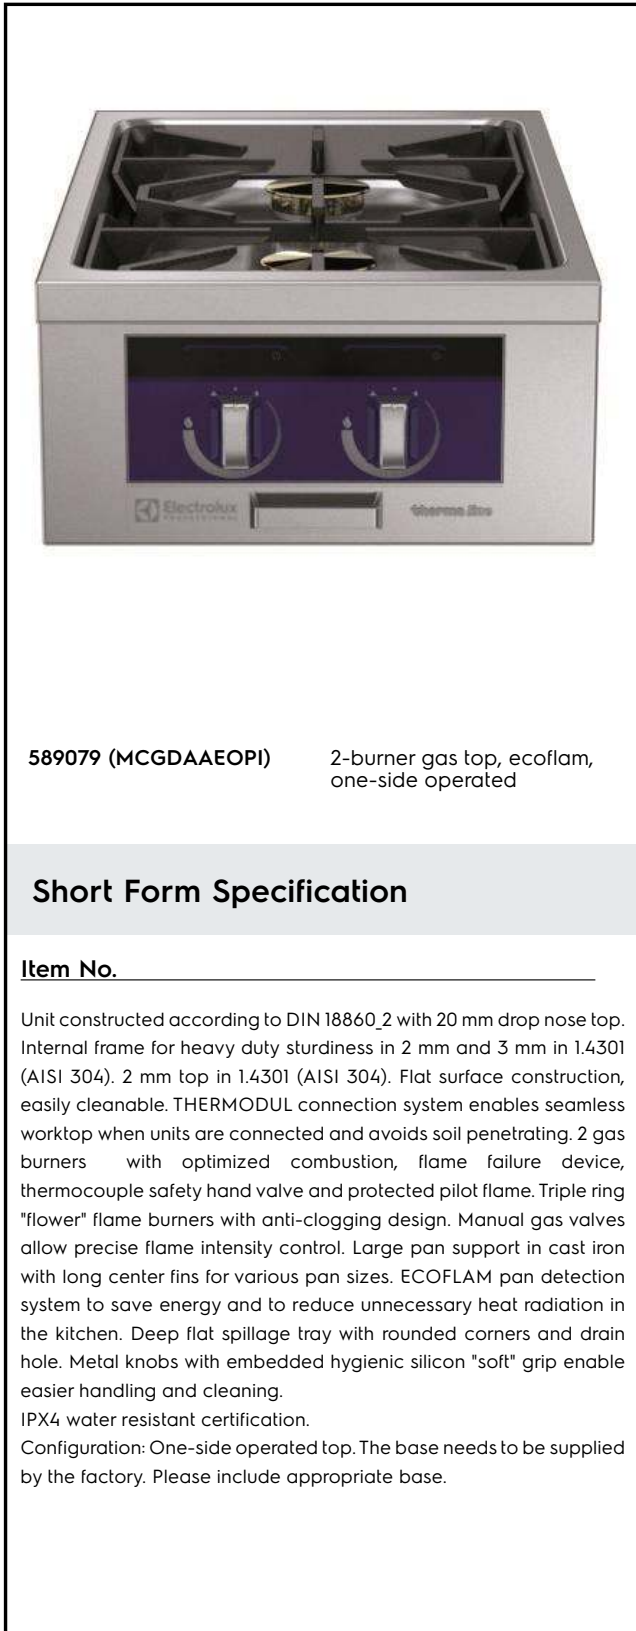 Electrolux
PROFESSIONAL
thermaline
589079 (MCGDAAEOPI)
2-burner gas top, ecoflam,
one-side operated
Short Form Specification
Item No.
Unit constructed according to DIN 18860_2 with 20 mm drop nose top.
Internal frame for heavy duty sturdiness in 2 mm and 3 mm in 1.4301
(AISI 304). 2 mm top in 1.4301 (AISI 304). Flat surface construction,
easily cleanable. THERMODUL connection system enables seamless
worktop when units are connected and avoids soil penetrating. 2 gas
burners with optimized combustion, flame failure device,
thermocouple safety hand valve and protected pilot flame. Triple ring
"flower" flame burners with anti-clogging design. Manual gas valves
allow precise flame intensity control. Large pan support in cast iron
with long center fins for various pan sizes. ECOFLAM pan detection
system to save energy and to reduce unnecessary heat radiation in
the kitchen. Deep flat spillage tray with rounded corners and drain
hole. Metal knobs with embedded hygienic silicon "soft" grip enable
easier handling and cleaning.
IPX4 water resistant certification.
Configuration: One-side operated top. The base needs to be supplied
by the factory. Please include appropriate base.